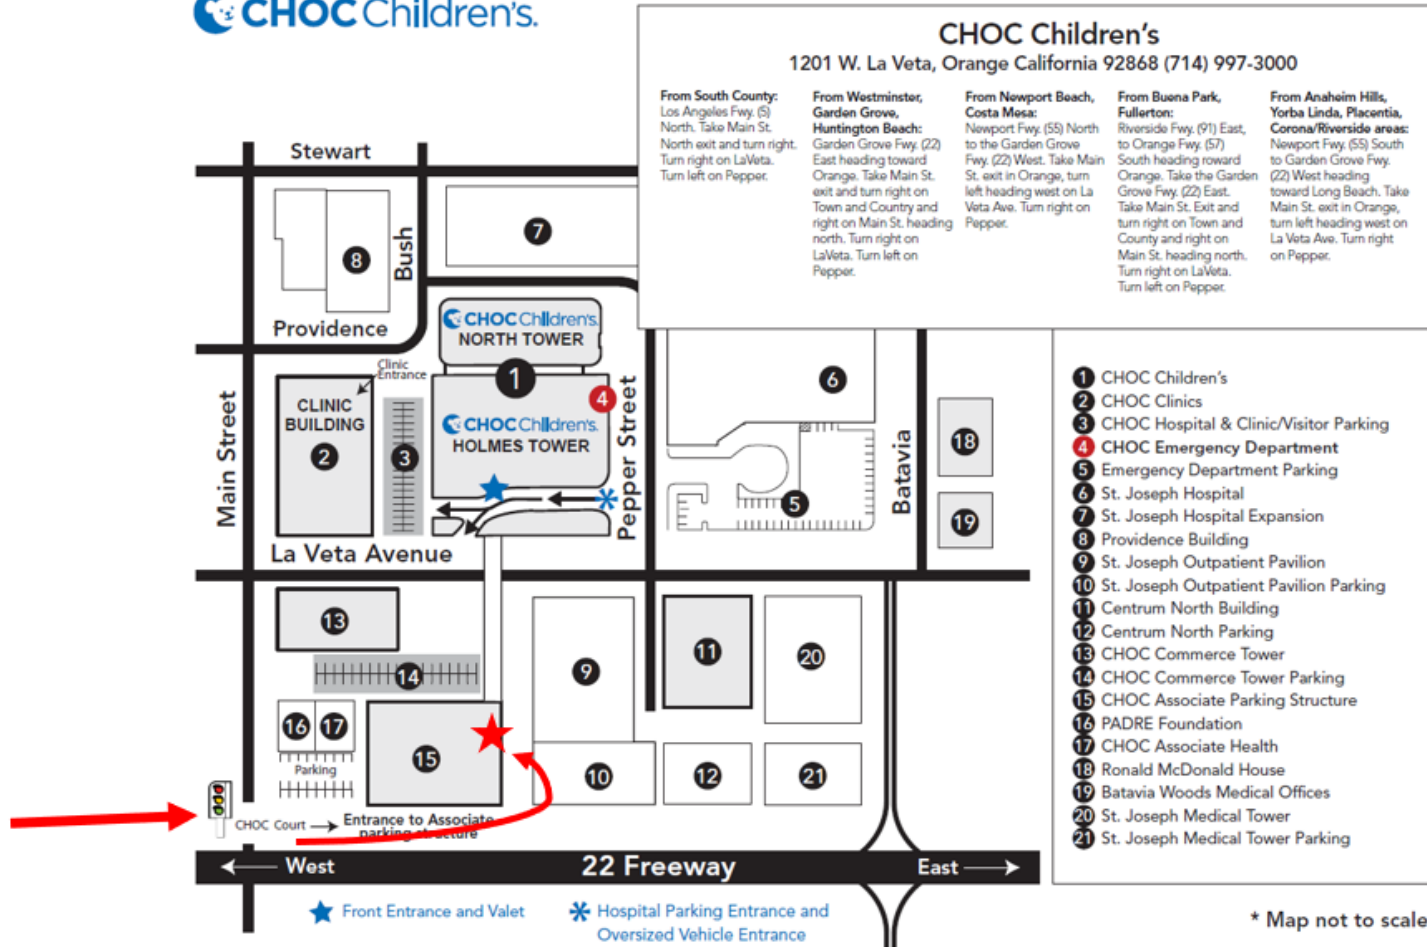 CHOC Children's.
CHOC Children's
1201 W. La Veta, Orange California 92868 (714) 997-3000
From South County:
Los Angeles Fwy. (5)
North. Take Main St.
North exit and turn right.
Turn right on LaVeta.
Turn left on Pepper.
From Westminster,
Garden Grove,
Huntington Beach:
Garden Grove Fwy. (22)
East heading toward
Orange. Take Main St.
exit and turn right on
Town and Country and
right on Main St. heading
north. Turn right on
LaVeta. Turn left on
Pepper.
From Newport Beach,
Costa Mesa:
Newport Fwy. (55) North
to the Garden Grove
Fwy. (22) West. Take Main
St. exit in Orange, turn
left heading west on La
Veta Ave. Turn right on
Pepper.
From Buena Park,
Fullerton:
Riverside Fwy. (91) East,
to Orange Fwy. (57)
South heading roward
Orange. Take the Garden
Grove Fwy. (22) East.
Take Main St. Exit and
turn right on Town and
County and right on
Main St. heading north.
Turn right on LaVeta.
Turn left on Pepper.
From Anaheim Hills,
Yorba Linda, Placentia,
Corona/Riverside areas:
Newport Fwy. (55) South
to Garden Grove Fwy.
(22) West heading
toward Long Beach. Take
Main St. exit in Orange,
turn left heading west on
La Veta Ave. Turn right
on Pepper.
Stewart
7
8
Bush
Providence
CHOC Children's.
NORTH TOWER
Clinic
Entrance
1
4
6
CLINIC
BUILDING
2
3
CHOC Children's.
HOLMES TOWER
Main Street
Pepper Street
Batavia
18
5
19
La Veta Avenue
13
14
9
11
20
16
17
Parking
15
10
12
21
CHOC Court
Entrance to Associate
parking structure
West
22 Freeway
East
Front Entrance and Valet
Hospital Parking Entrance and
Oversized Vehicle Entrance
1 CHOC Children's
2 CHOC Clinics
3 CHOC Hospital & Clinic/Visitor Parking
4 CHOC Emergency Department
5 Emergency Department Parking
6 St. Joseph Hospital
7 St. Joseph Hospital Expansion
8 Providence Building
9 St. Joseph Outpatient Pavilion
10 St. Joseph Outpatient Pavilion Parking
11 Centrum North Building
12 Centrum North Parking
13 CHOC Commerce Tower
14 CHOC Commerce Tower Parking
15 CHOC Associate Parking Structure
16 PADRE Foundation
17 CHOC Associate Health
18 Ronald McDonald House
19 Batavia Woods Medical Offices
20 St. Joseph Medical Tower
21 St. Joseph Medical Tower Parking
* Map not to scale